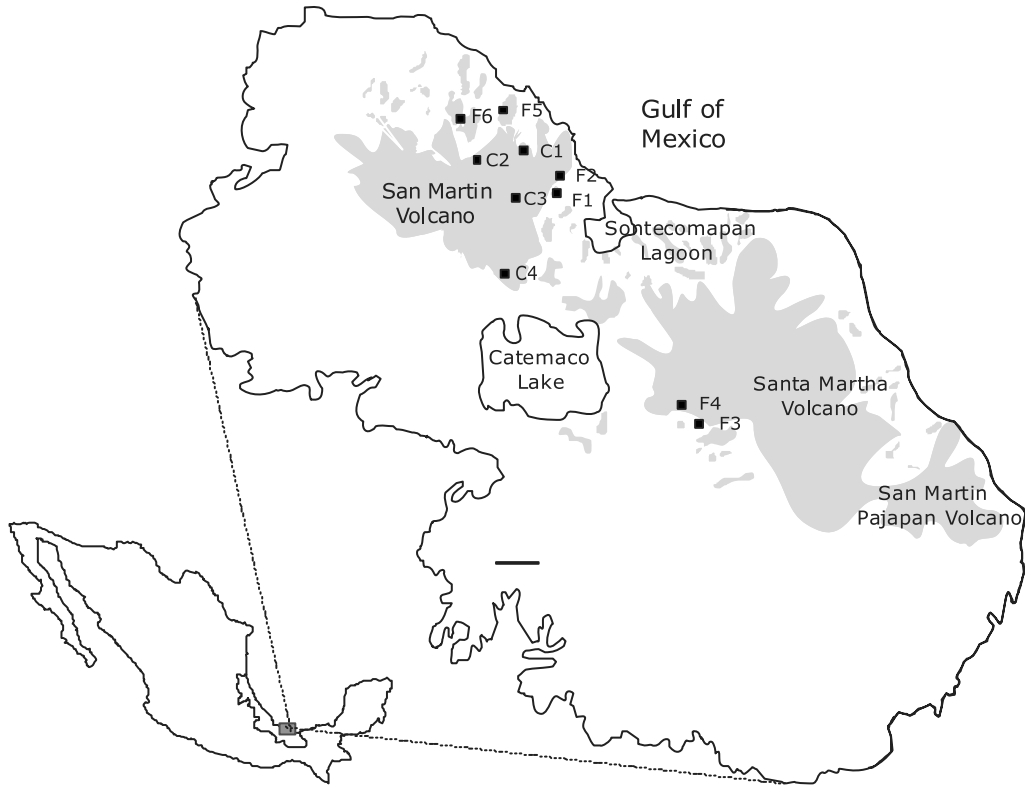 Gulf of
Mexico
F5
F6
C1
C2
F2
San Martin
Volcano
C3
F1
Sontecomapan
Lagoon
C4
Catemaco
Lake
Santa Martha
Volcano
F4
F3
San Martin
Pajapan Volcano